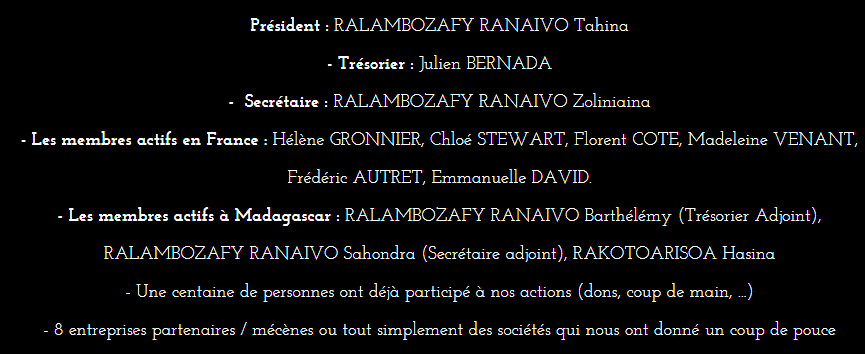 Président : RALAMBOZAFY RANAIVO Tahina
- Trésorier : Julien BERNADA
- Secrétaire : RALAMBOZAFY RANAIVO Zoliniaina
- Les membres actifs en France : Hélène GRONNIER, Chloé STEWART, Florent COTE, Madeleine VENANT,
Frédéric AUTRET, Emmanuelle DAVID.
- Les membres actifs à Madagascar : RALAMBOZAFY RANAIVO Barthélémy (Trésorier Adjoint),
RALAMBOZAFY RANAIVO Sahondra (Secrétaire adjoint), RAKOTOARISOA Hasina
- Une centaine de personnes ont déjà participé à nos actions (dons, coup de main, ...)
- 8 entreprises partenaires / mécènes ou tout simplement des sociétés qui nous ont donné un coup de pouce